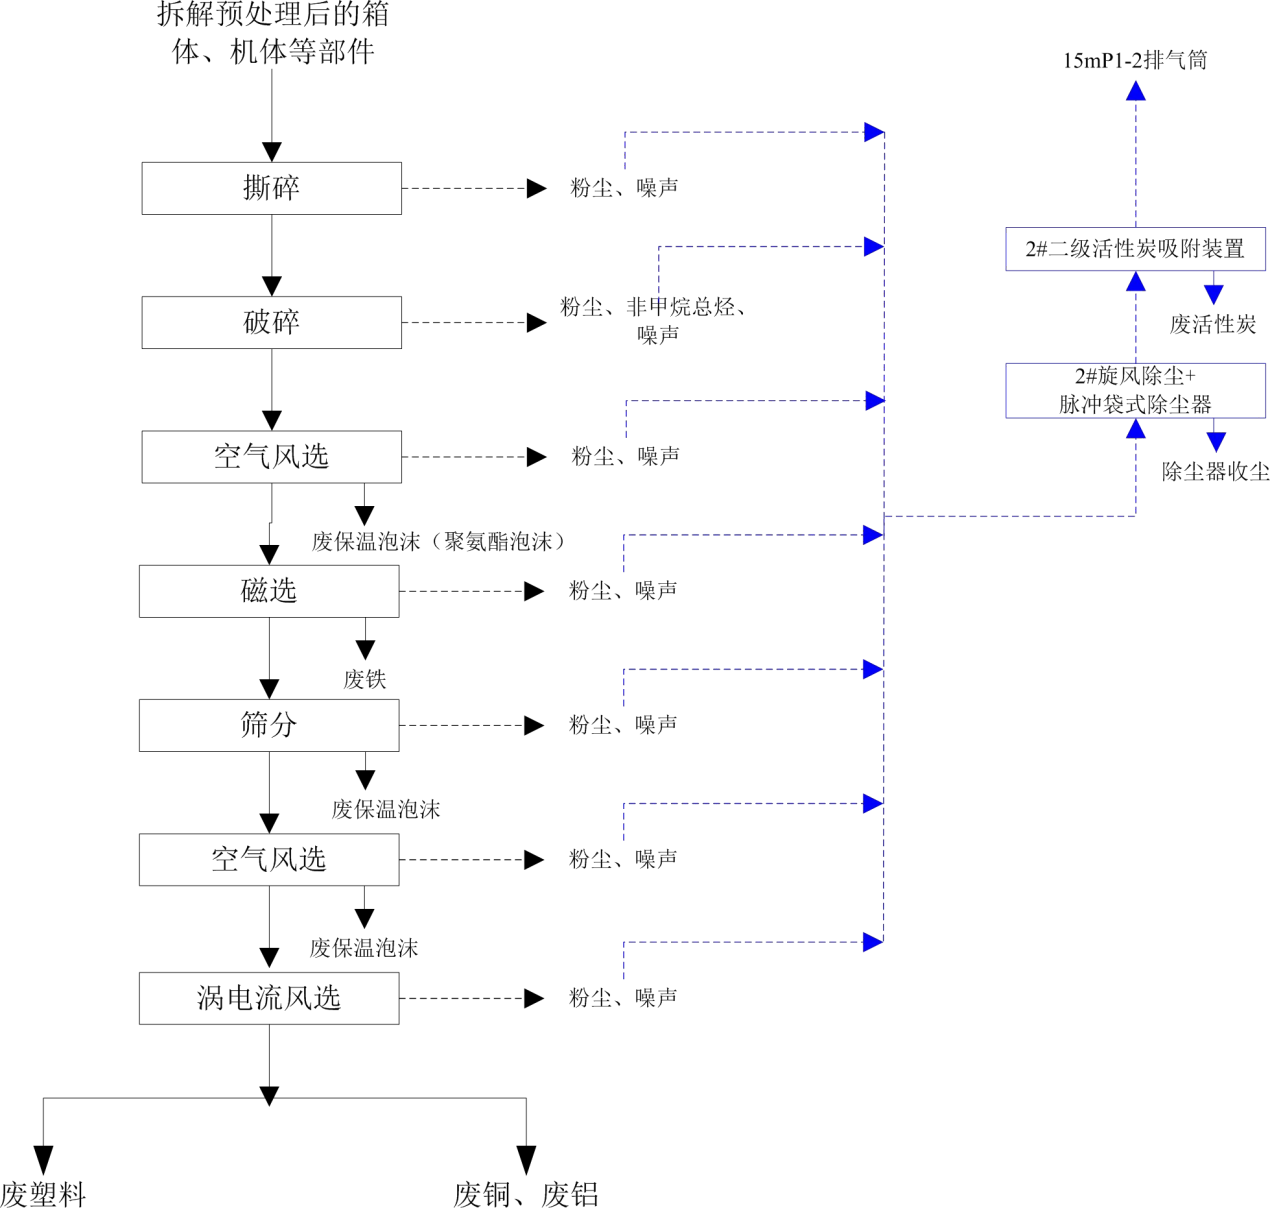 拆解预处理后的箱
体、机体等部件
15mP1-2排气筒
撕碎
粉尘、噪声
2#二级活性炭吸附装置
废活性炭
破碎
粉尘、非甲烷总烃、
噪声
2#旋风除尘+
脉冲袋式除尘器
除尘器收尘
空气风选
粉尘、噪声
废保温泡沫（聚氨酯泡沫）
磁选
粉尘、噪声
废铁
筛分
粉尘、噪声
废保温泡沫
空气风选
粉尘、噪声
废保温泡沫
涡电流风选
粉尘、噪声
废塑料
废铜、废铝